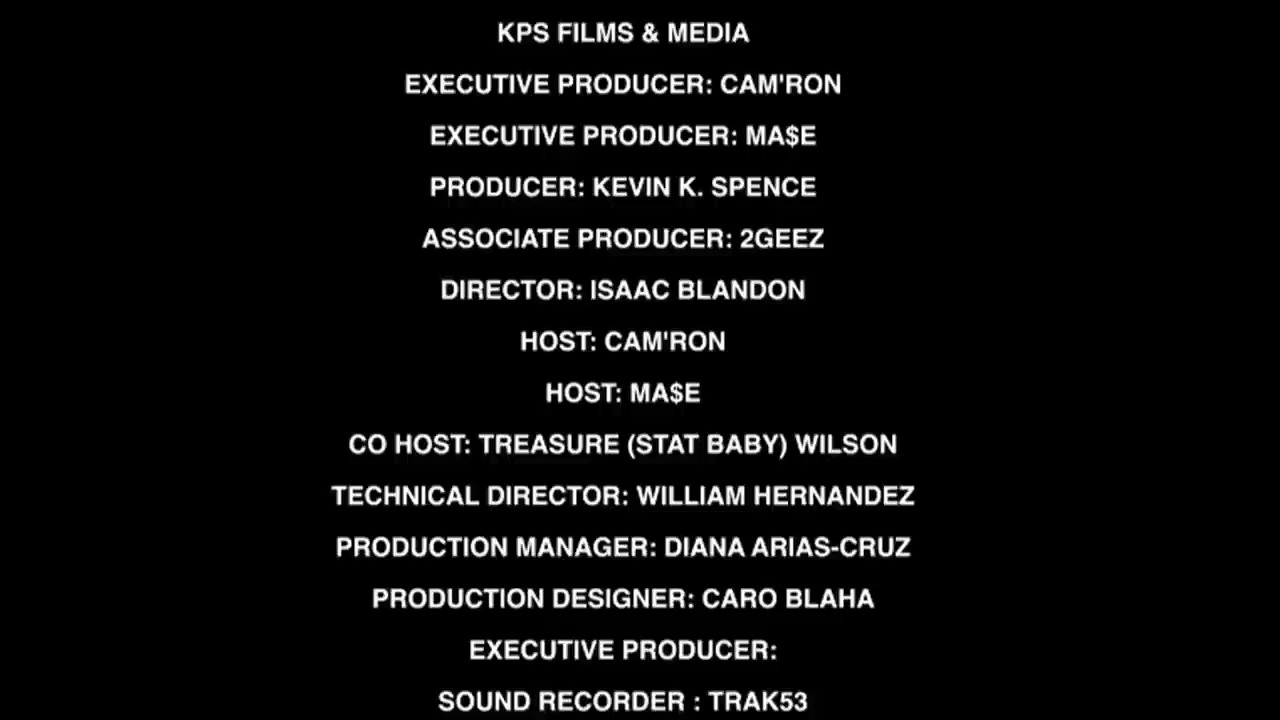 KPS FILMS & MEDIA
EXECUTIVE PRODUCER: CAM'RON
EXECUTIVE PRODUCER: MA$E
PRODUCER: KEVIN K. SPENCE
ASSOCIATE PRODUCER: 2GEEZ
DIRECTOR: ISAAC BLANDON
HOST: CAM'RON
HOST: MA$E
CO HOST: TREASURE (STAT BABY) WILSON
TECHNICAL DIRECTOR: WILLIAM HERNANDEZ
PRODUCTION MANAGER: DIANA ARIAS-CRUZ
PRODUCTION DESIGNER: CARO BLAHA
EXECUTIVE PRODUCER:
SOUND RECORDER : TRAK53